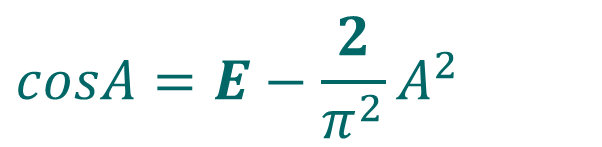 cosA = E − 2/π² A²